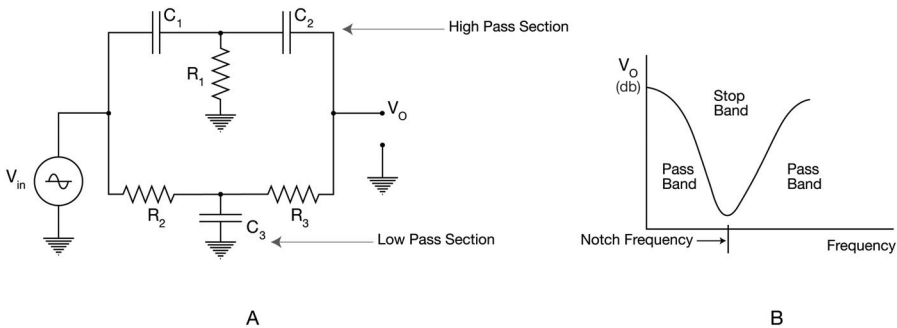 C1
C2
High Pass Section
R1
VO
Vin
R2
C3
R3
Low Pass Section
A
VO
(db)
Stop
Band
Pass
Band
Pass
Band
Notch Frequency
Frequency
B